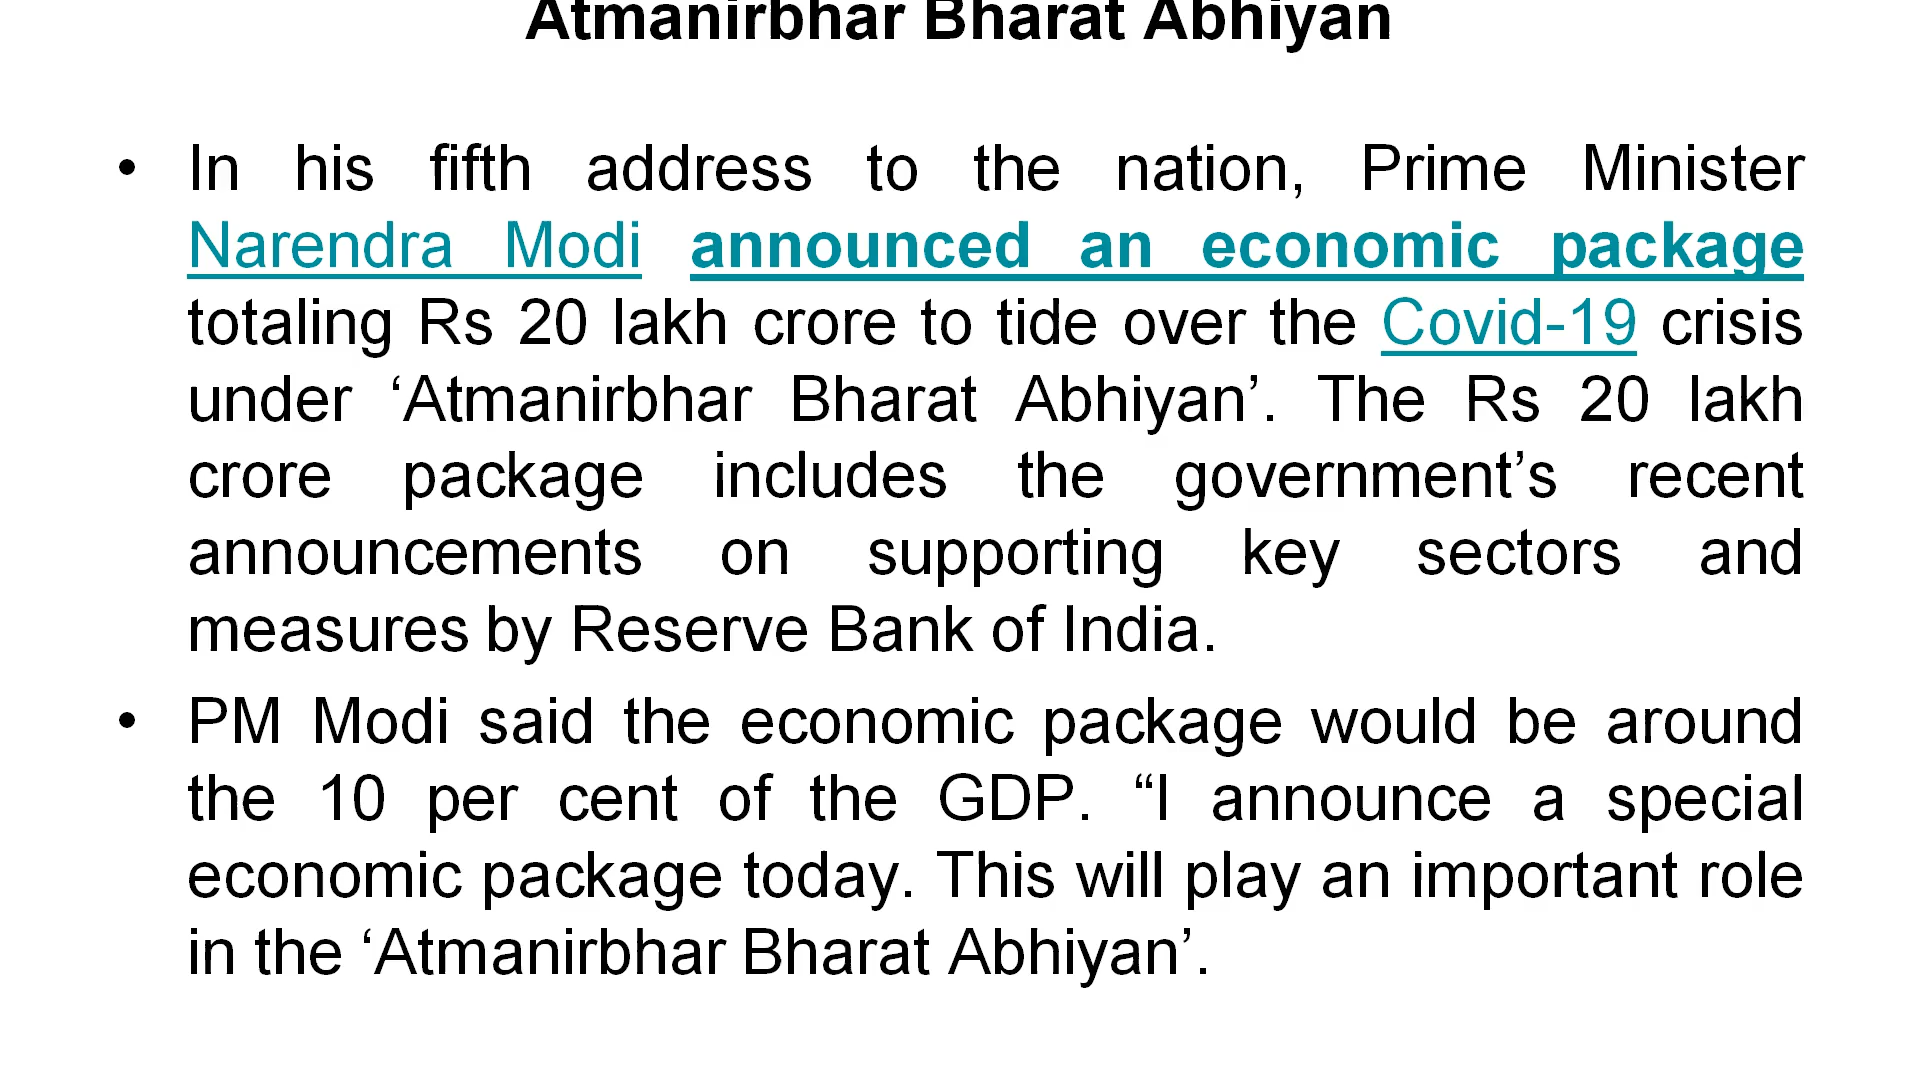 Atmanirbhar Bharat Abhiyan
• In his fifth address to the nation, Prime Minister
Narendra Modi announced an economic package
totaling Rs 20 lakh crore to tide over the Covid-19 crisis
under ‘Atmanirbhar Bharat Abhiyan’. The Rs 20 lakh
crore package includes the government’s recent
announcements on supporting key sectors and
measures by Reserve Bank of India.
• PM Modi said the economic package would be around
the 10 per cent of the GDP. “I announce a special
economic package today. This will play an important role
in the ‘Atmanirbhar Bharat Abhiyan’.